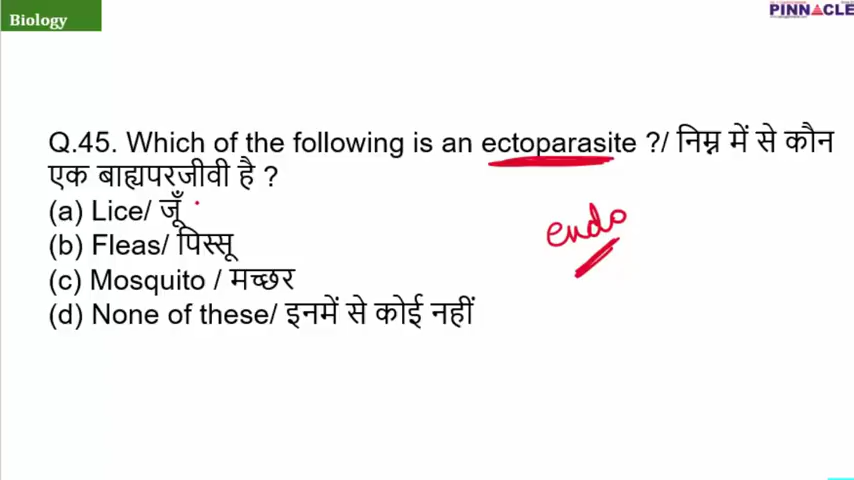 Biology
PINNACLE
Q.45. Which of the following is an ectoparasite ?/ निम्न में से कौन
एक बाह्यपरजीवी है ?
(a) Lice/ जूँ
(b) Fleas/ पिस्सू
(c) Mosquito / मच्छर
(d) None of these/ इनमें से कोई नहीं
endo